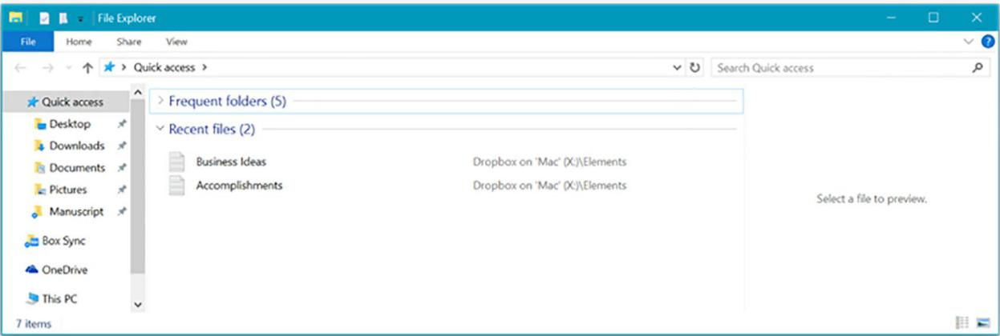 File Explorer
File Home Share View
Quick access
Search Quick access
Quick access
Desktop
Downloads
Documents
Pictures
Manuscript
Box Sync
OneDrive
This PC
Frequent folders (5)
Recent files (2)
Business Ideas Dropbox on 'Mac' (X:)\Elements
Accomplishments Dropbox on 'Mac' (X:)\Elements
Select a file to preview.
7 items